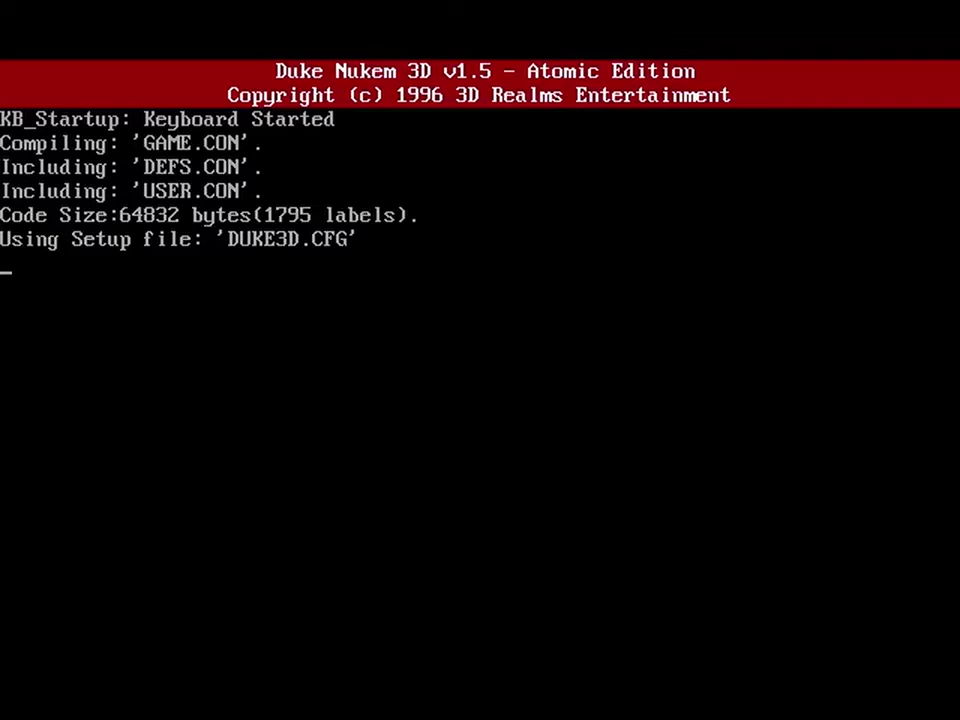 Duke Nukem 3D v1.5 - Atomic Edition
Copyright (c) 1996 3D Realms Entertainment
KB_Startup: Keyboard Started
Compiling: 'GAME.CON'.
Including: 'DEFS.CON'.
Including: 'USER.CON'.
Code Size:64832 bytes(1795 labels).
Using Setup file: 'DUKE3D.CFG'